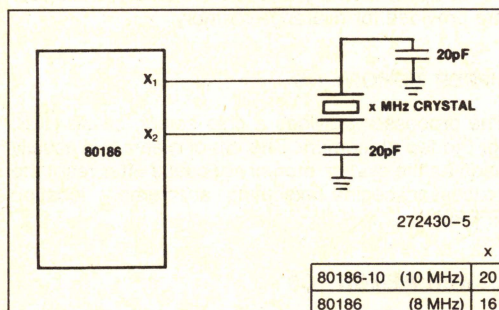 20pF
X₁
x MHz CRYSTAL
X₂
80186
20pF
272430-5
x
80186-10 (10 MHz) 20
80186 (8 MHz) 16